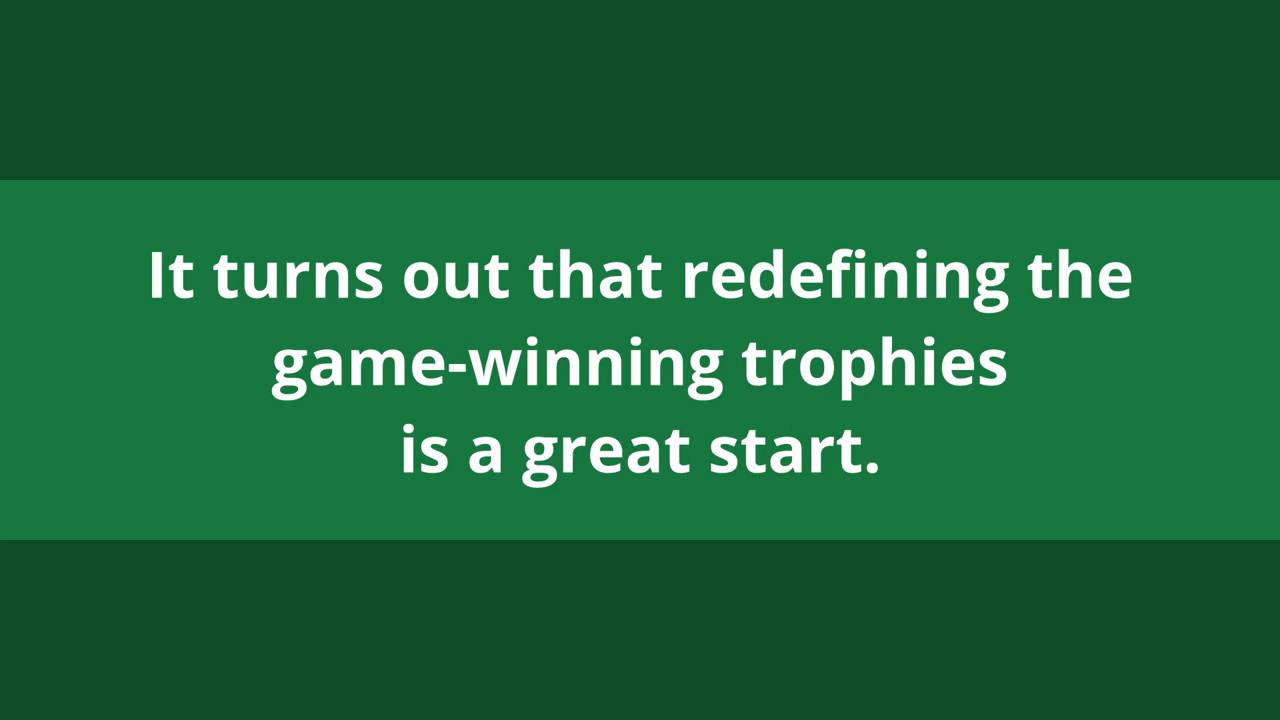 It turns out that redefining the
game-winning trophies
is a great start.